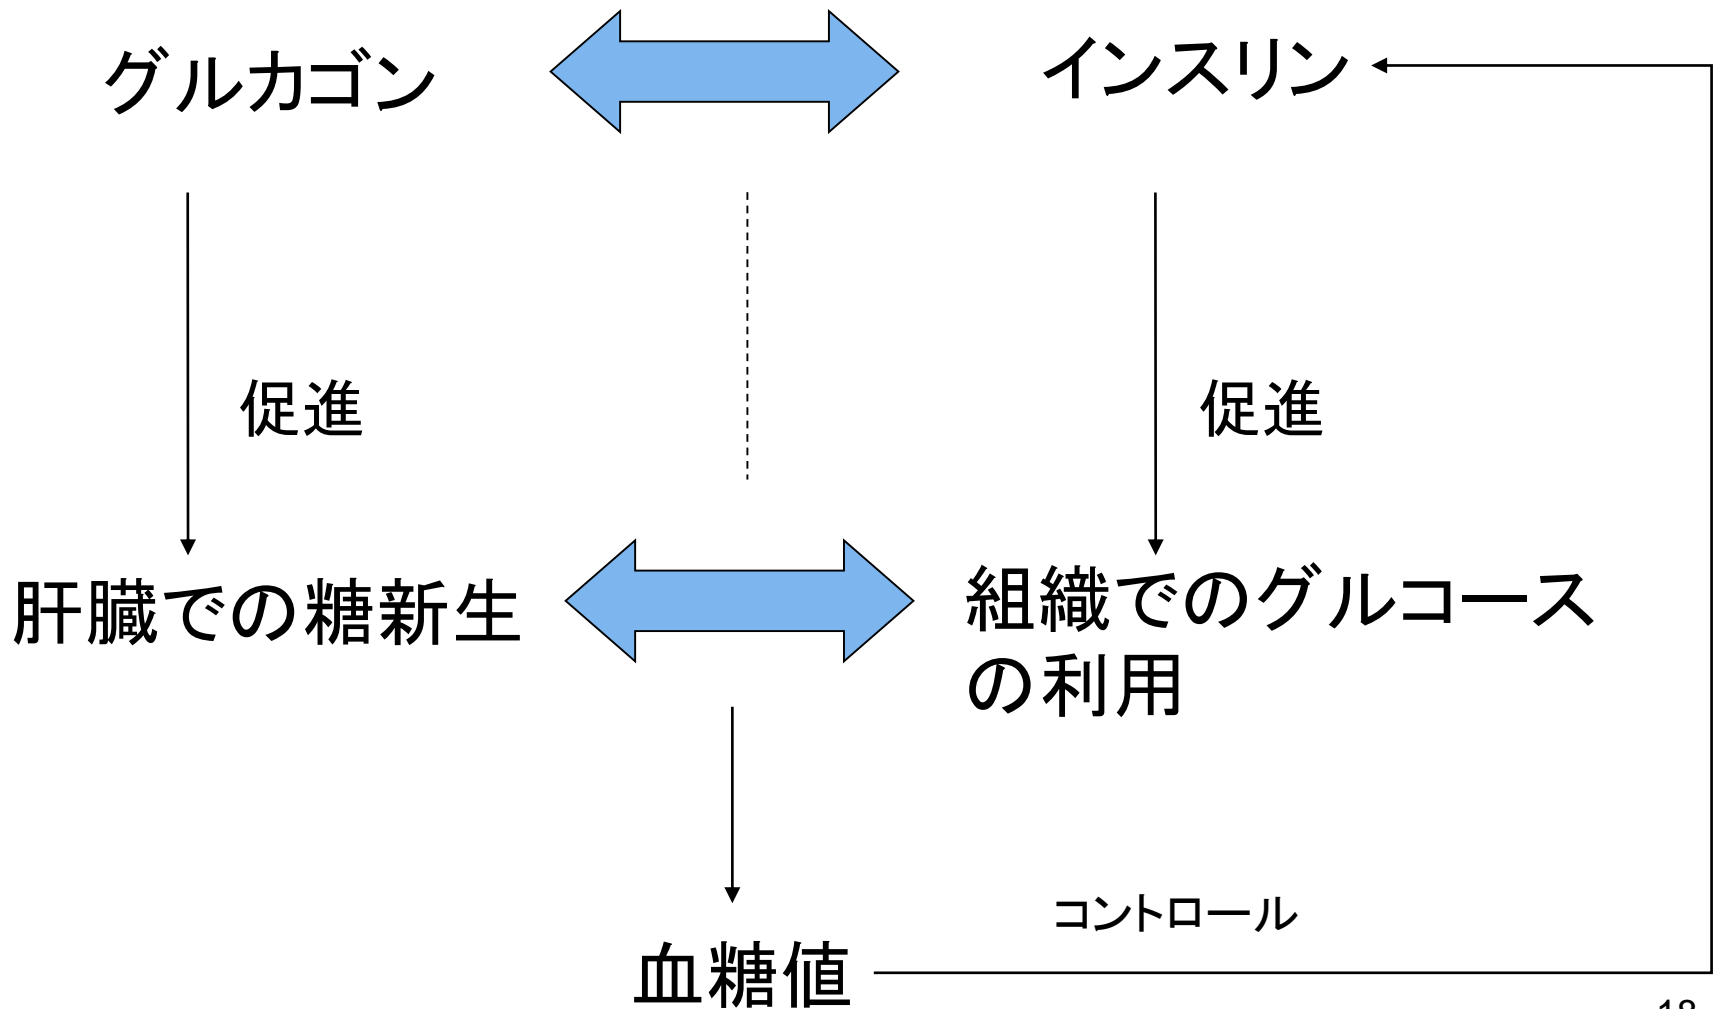 グルカゴン
インスリン
促進
促進
肝臓での糖新生
組織でのグルコース
の利用
コントロール
血糖値
18